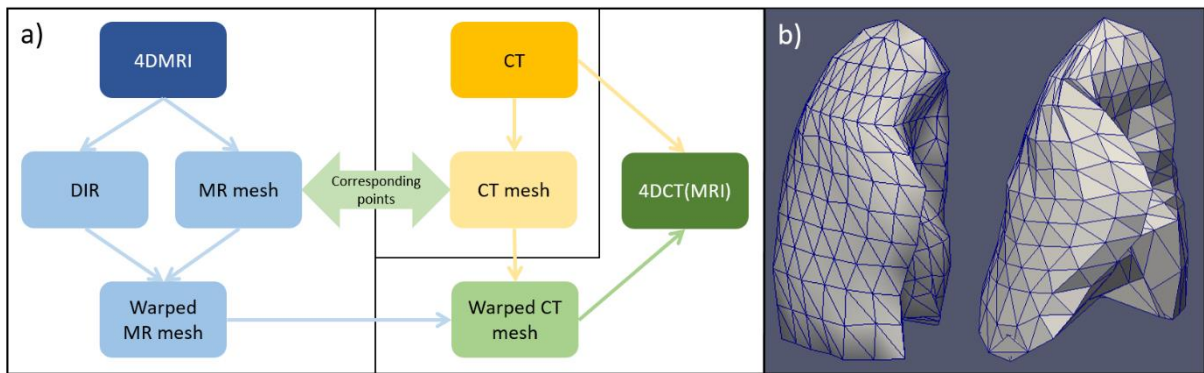 a)
4DMRI
CT
DIR
MR mesh
Corresponding
points
CT mesh
4DCT(MRI)
Warped
MR mesh
Warped CT
mesh
b)